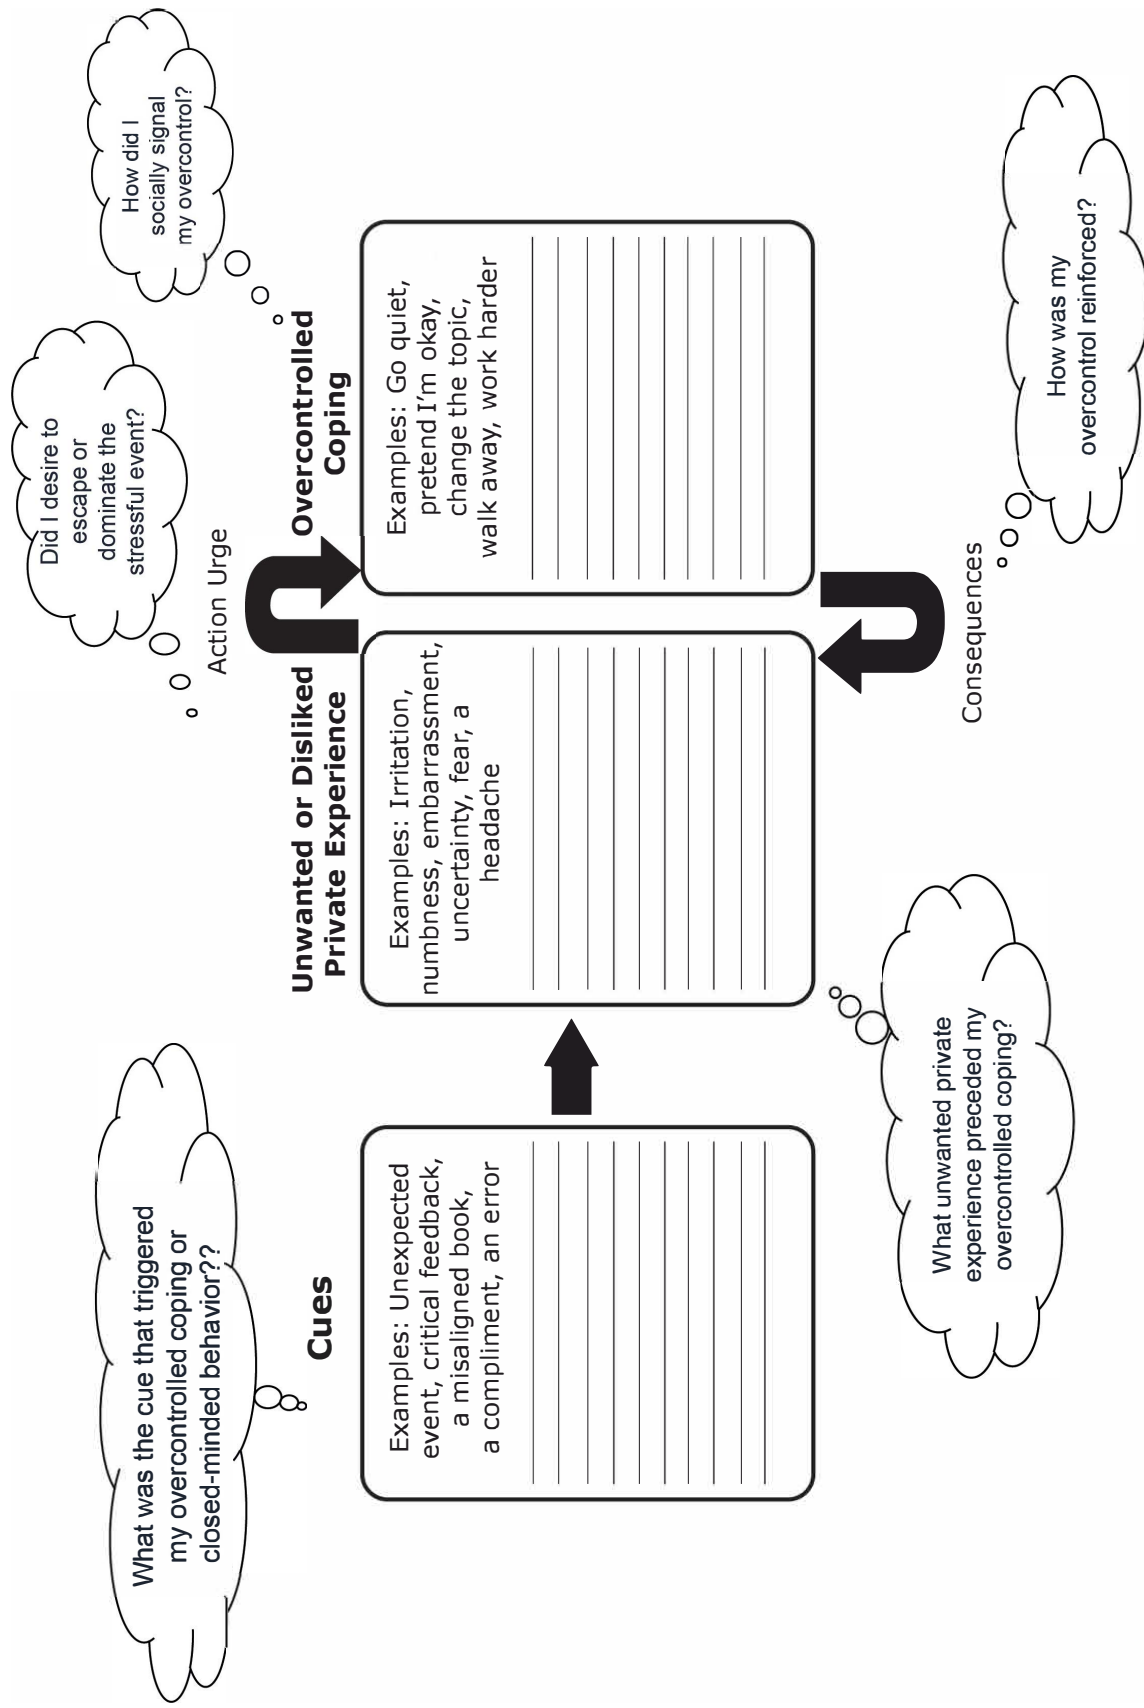 What was the cue that triggered
my overcontrolled coping or
closed-minded behavior??
Cues
Examples: Unexpected
event, critical feedback,
a misaligned book,
a compliment, an error
What unwanted private
experience preceded my
overcontrolled coping?
Unwanted or Disliked
Private Experience
Examples: Irritation,
numbness, embarrassment,
uncertainty, fear, a
headache
Did I desire to
escape or
dominate the
stressful event?
Action Urge
How did I
socially signal
my overcontrol?
Overcontrolled
Coping
Examples: Go quiet,
pretend I'm okay,
change the topic,
walk away, work harder
Consequences
How was my
overcontrol reinforced?